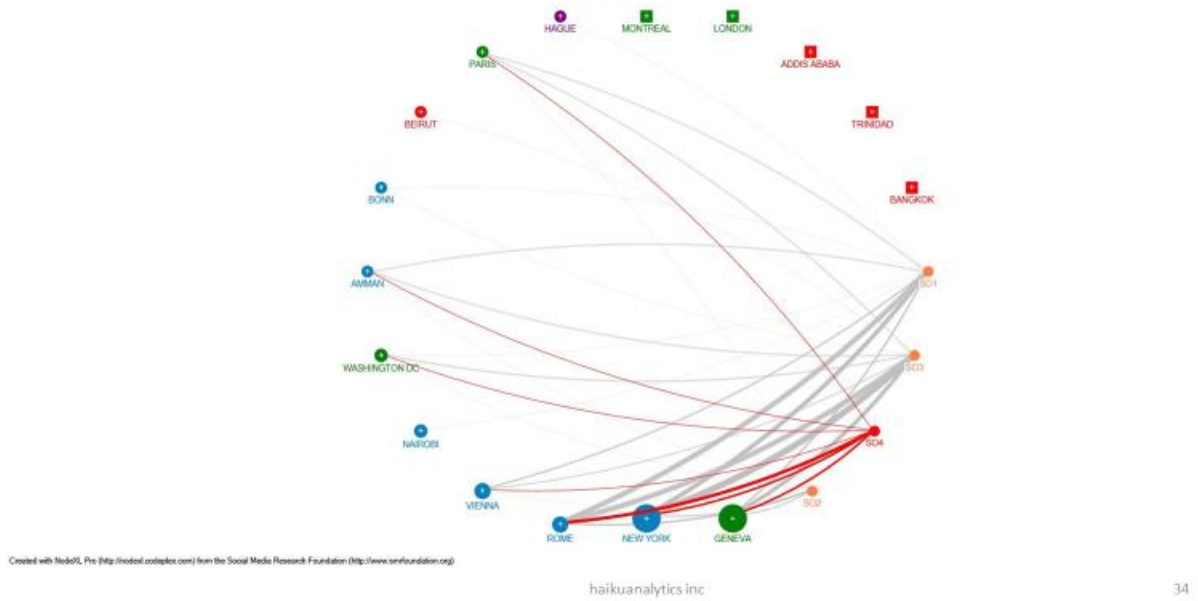 HAGUE
MONTREAL
LONDON
PARIS
ADDIS ABABA
BEIRUT
TRINIDAD
BONN
BANGKOK
AMMAN
SO1
WASHINGTON DC
SO3
NAIROBI
SO4
VIENNA
SO2
ROME
NEW YORK
GENEVA
Created with NodeXL Pro (http://nodexl.codeplex.com) from the Social Media Research Foundation (http://www.smrfoundation.org)
haikuanalytics inc
34